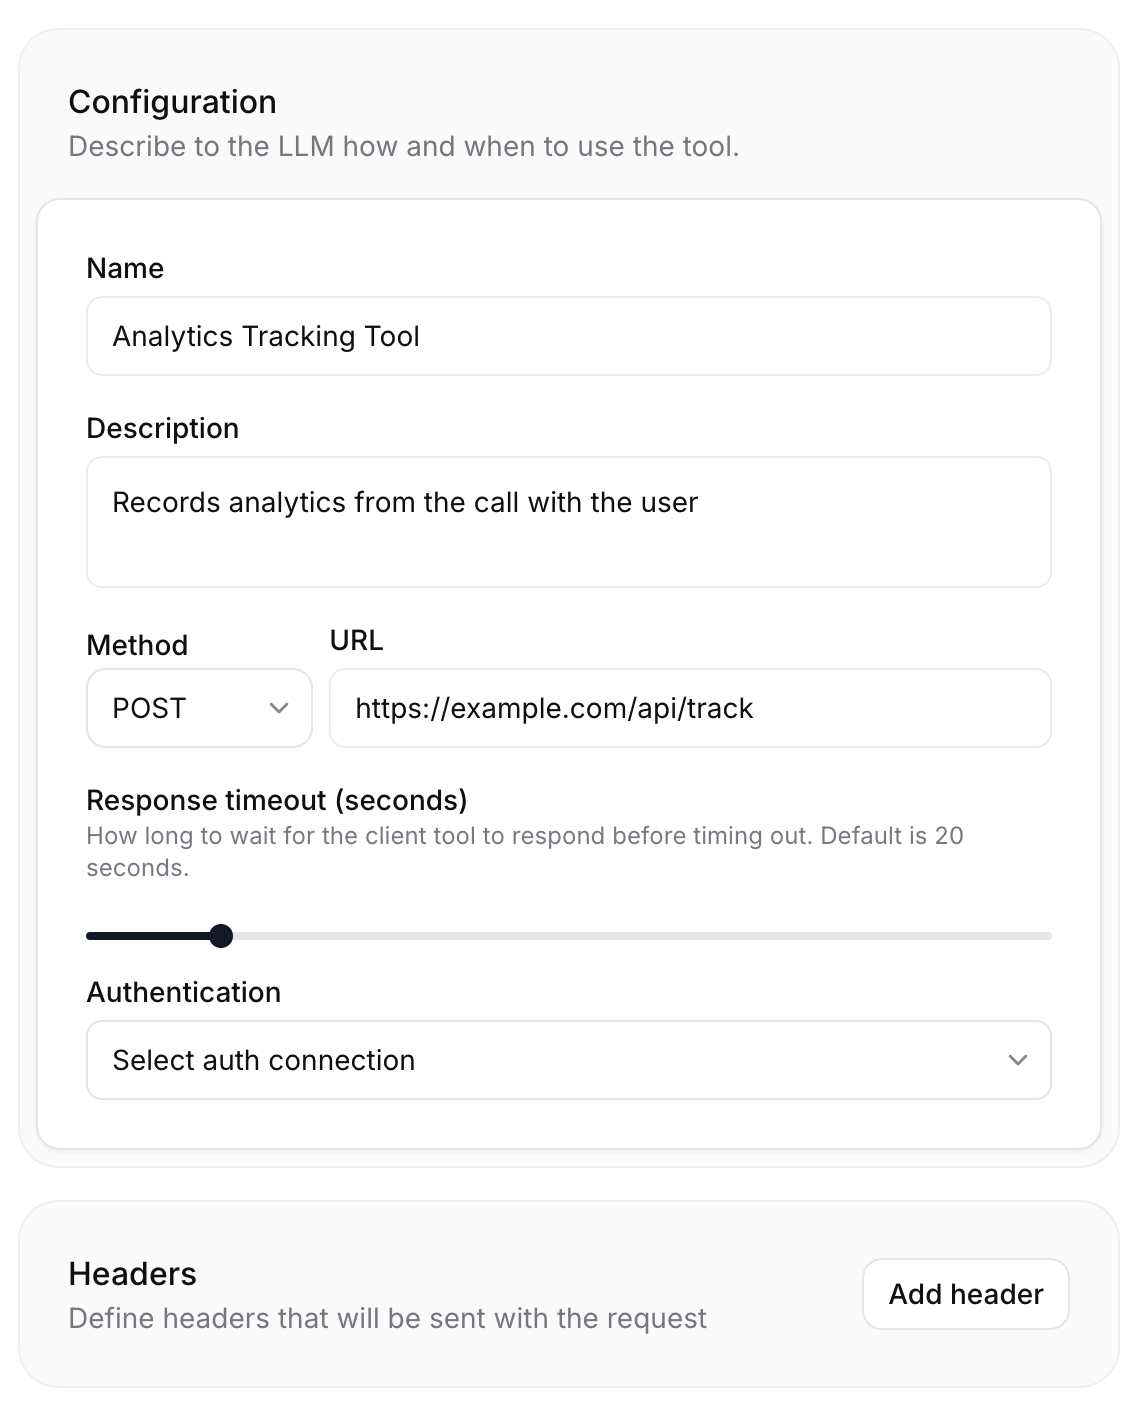 Configuration
Describe to the LLM how and when to use the tool.
Name
Analytics Tracking Tool
Description
Records analytics from the call with the user
Method
URL
POST
https://example.com/api/track
Response timeout (seconds)
How long to wait for the client tool to respond before timing out. Default is 20
seconds.
Authentication
Select auth connection
Headers
Define headers that will be sent with the request
Add header